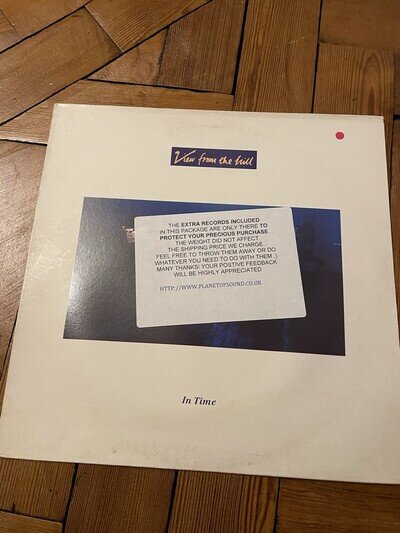 View from the hill
THE EXTRA RECORDS INCLUDED
IN THIS PACKAGE ARE ONLY THERE TO
PROTECT YOUR PRECIOUS PURCHASE
THE WEIGHT DID NOT AFFECT
THE SHIPPING PRICE WE CHARGE
FEEL FREE TO THROW THEM AWAY OR DO
WHATEVER YOU NEED TO DO WITH THEM ;)
MANY THANKS! YOUR POSTIVE FEEDBACK
WILL BE HIGHLY APPRECIATED
HTTP://WWW.PLANETOFSOUND.CO.UK
In Time